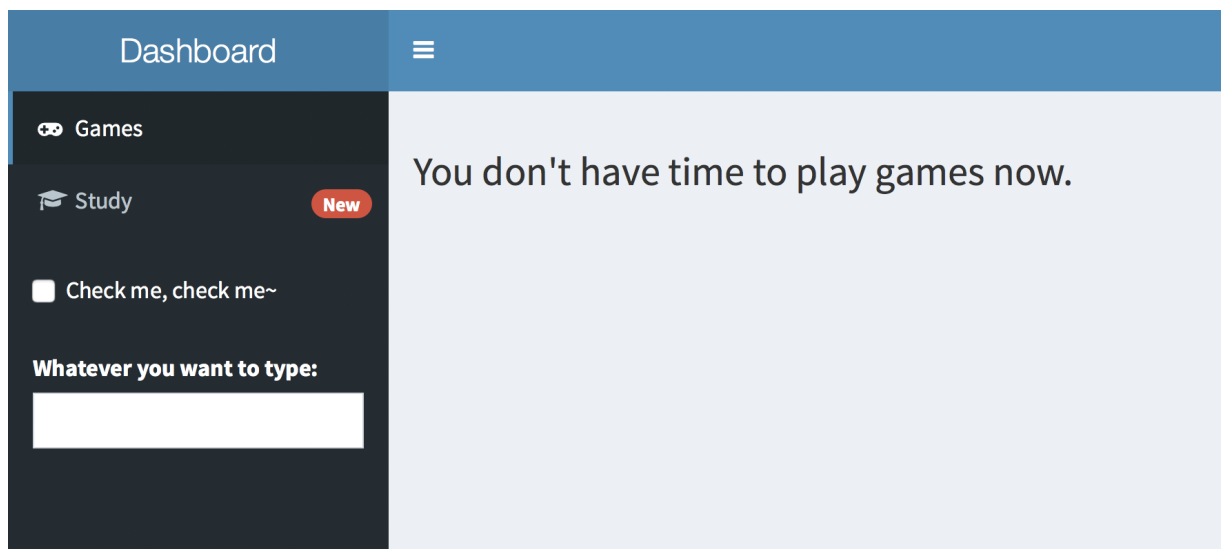 Dashboard
Games
Study New
Check me, check me~
Whatever you want to type:
You don't have time to play games now.